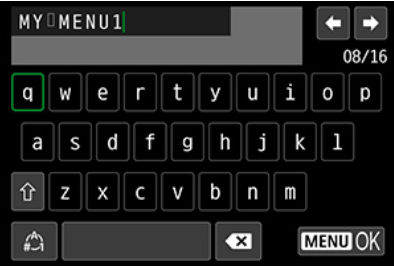 MY▯MENU1
08/16
q w e r t y u i o p
a s d f g h j k l
z x c v b n m
A
#
MENU OK